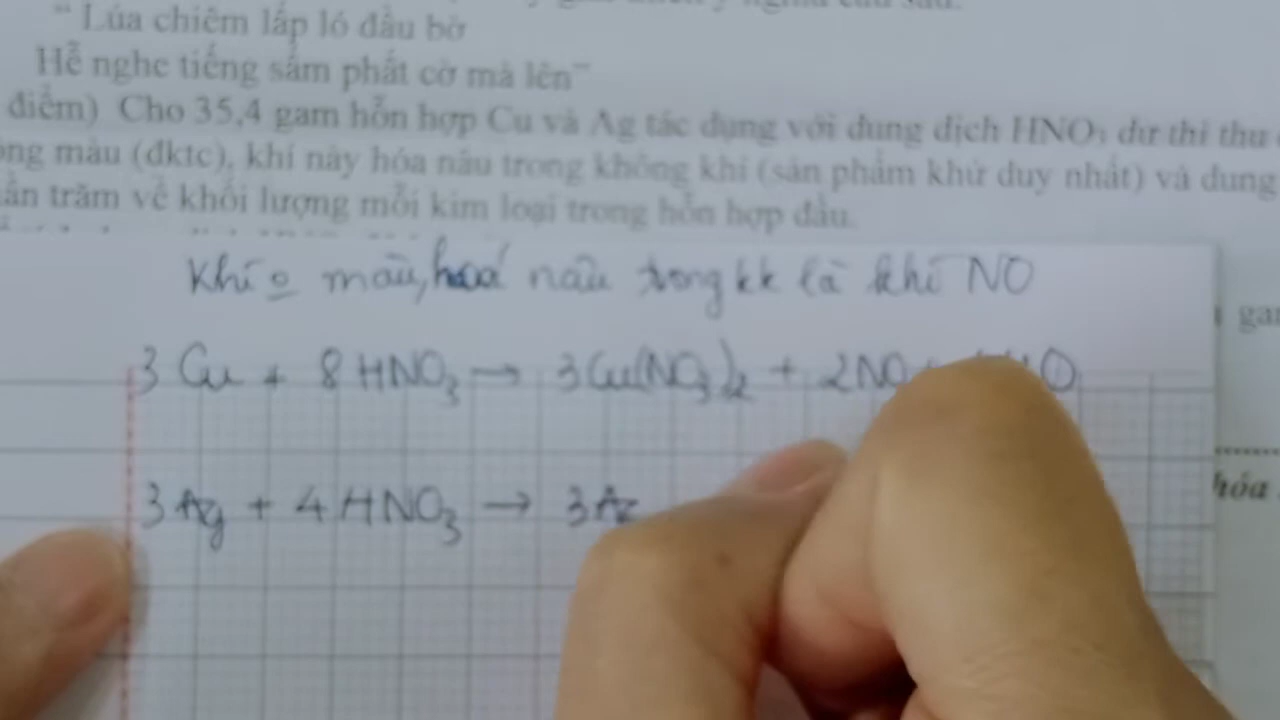 “ Lúa chiêm lấp ló đầu bờ
Hễ nghe tiếng sấm phất cờ mà lên”
điểm) Cho 35,4 gam hỗn hợp Cu và Ag tác dụng với dung dịch HNO3 dư thì thu
ông màu (đktc), khí này hóa nâu trong không khí (sản phẩm khử duy nhất) và dung
ần trăm về khối lượng mỗi kim loại trong hỗn hợp đầu.
Khí o màu, hoá nâu trong kk là khí NO
3 Cu + 8 HNO3 → 3Cu(NO3)2 + 2NO + O
3 Ag + 4 HNO3 → 3
hóa